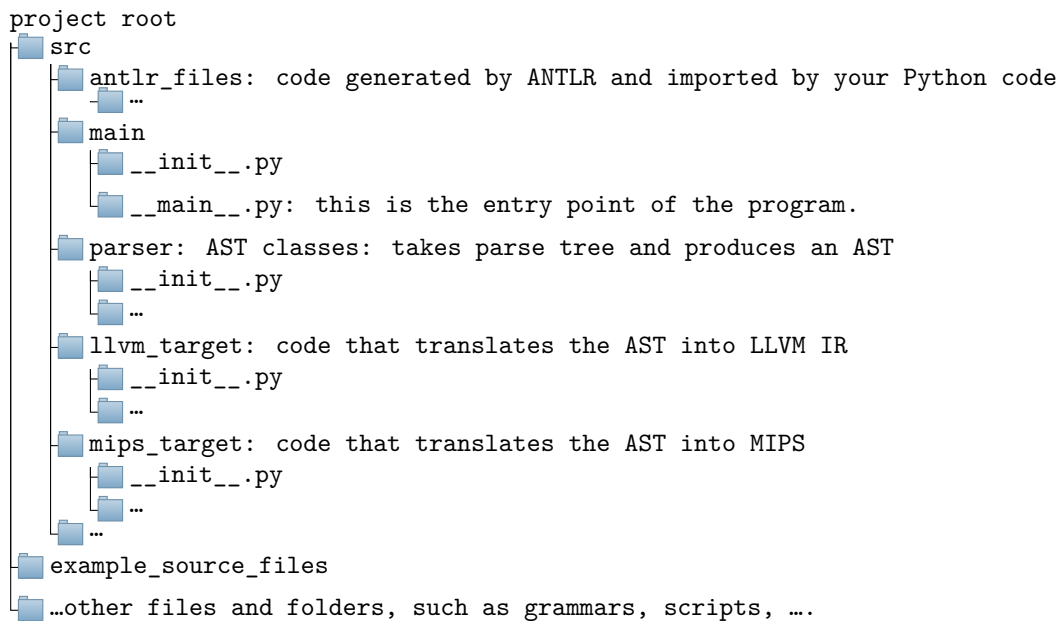 project root
src
antlr_files: code generated by ANTLR and imported by your Python code
…
main
__init__.py
__main__.py: this is the entry point of the program.
parser: AST classes: takes parse tree and produces an AST
__init__.py
…
llvm_target: code that translates the AST into LLVM IR
__init__.py
…
mips_target: code that translates the AST into MIPS
__init__.py
…
…
example_source_files
…other files and folders, such as grammars, scripts, ….